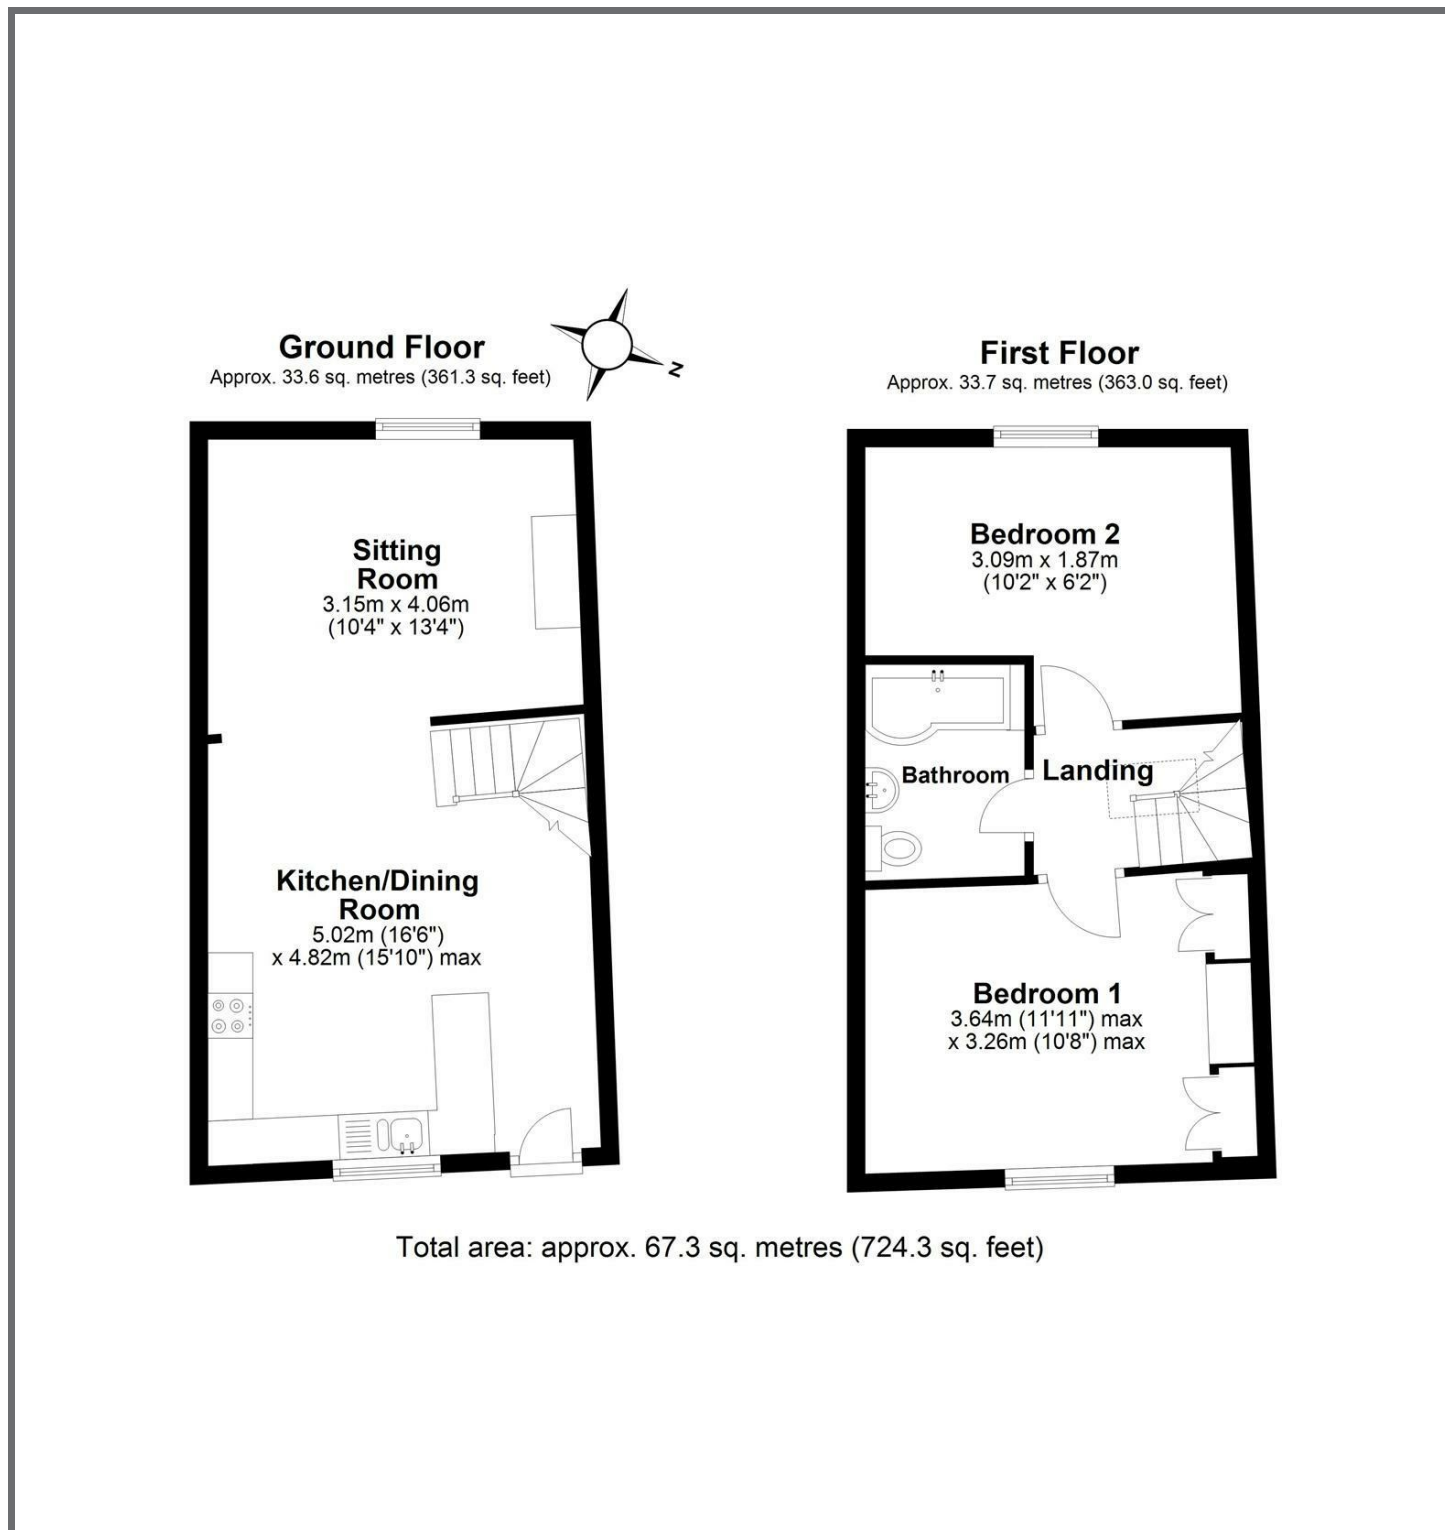 Ground Floor
Approx. 33.6 sq. metres (361.3 sq. feet)
N
Sitting
Room
3.15m x 4.06m
(10'4" x 13'4")
Kitchen/Dining
Room
5.02m (16'6")
x 4.82m (15'10") max
First Floor
Approx. 33.7 sq. metres (363.0 sq. feet)
Bedroom 2
3.09m x 1.87m
(10'2" x 6'2")
Bathroom
Landing
Bedroom 1
3.64m (11'11") max
x 3.26m (10'8") max
Total area: approx. 67.3 sq. metres (724.3 sq. feet)